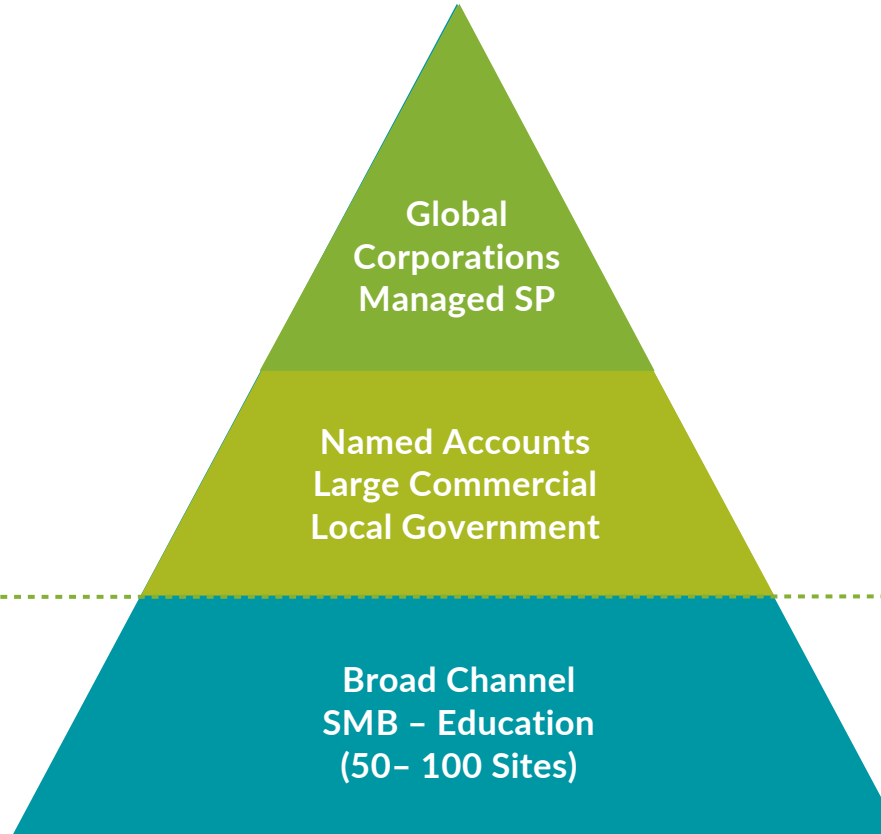 Global
Corporations
Managed SP
Named Accounts
Large Commercial
Local Government
Broad Channel
SMB – Education
(50– 100 Sites)